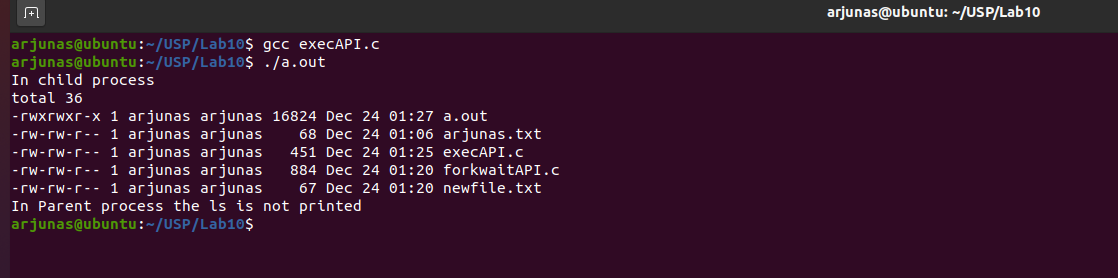 arjunas@ubuntu: ~/USP/Lab10
arjunas@ubuntu:~/USP/Lab10$ gcc execAPI.c
arjunas@ubuntu:~/USP/Lab10$ ./a.out
In child process
total 36
-rwxrwxr-x 1 arjunas arjunas 16824 Dec 24 01:27 a.out
-rw-rw-r-- 1 arjunas arjunas    68 Dec 24 01:06 arjunas.txt
-rw-rw-r-- 1 arjunas arjunas   451 Dec 24 01:25 execAPI.c
-rw-rw-r-- 1 arjunas arjunas   884 Dec 24 01:20 forkwaitAPI.c
-rw-rw-r-- 1 arjunas arjunas    67 Dec 24 01:20 newfile.txt
In Parent process the ls is not printed
arjunas@ubuntu:~/USP/Lab10$